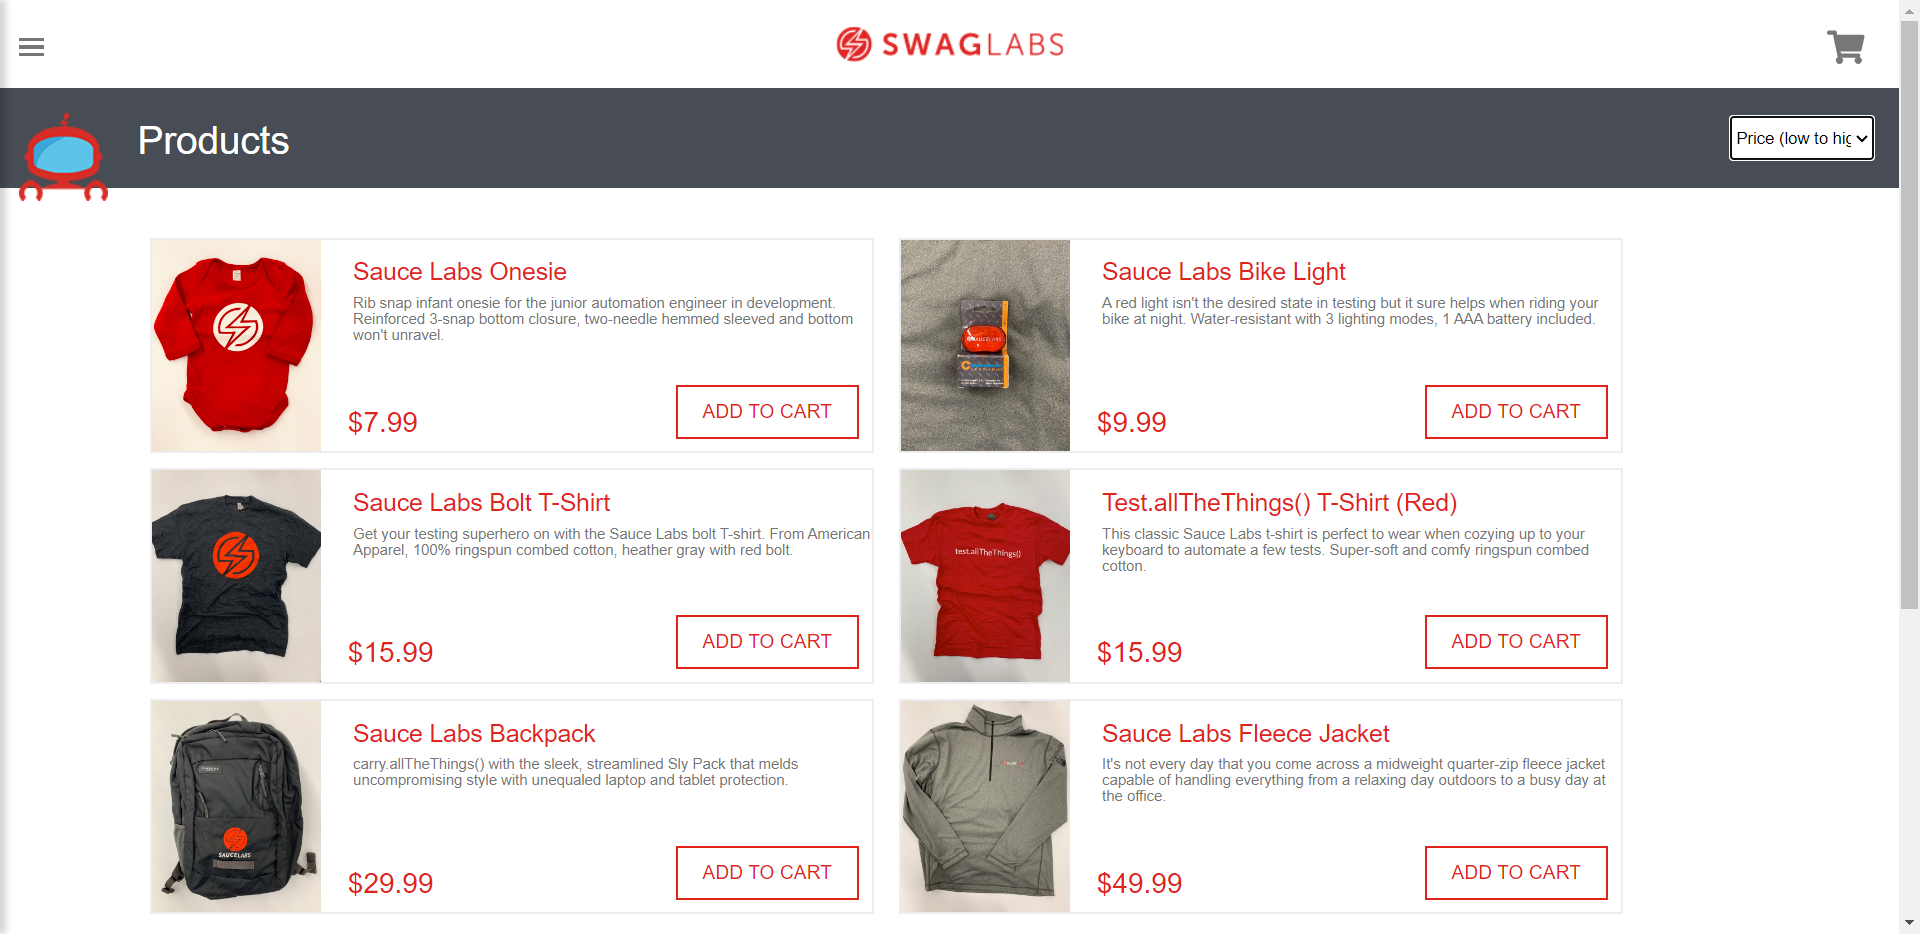 SWAGLABS
Products
Price (low to hig
Sauce Labs Onesie
Rib snap infant onesie for the junior automation engineer in development.
Reinforced 3-snap bottom closure, two-needle hemmed sleeved and bottom
won't unravel.
$7.99
ADD TO CART
Sauce Labs Bike Light
A red light isn't the desired state in testing but it sure helps when riding your
bike at night. Water-resistant with 3 lighting modes, 1 AAA battery included.
$9.99
ADD TO CART
Sauce Labs Bolt T-Shirt
Get your testing superhero on with the Sauce Labs bolt T-shirt. From American
Apparel, 100% ringspun combed cotton, heather gray with red bolt.
$15.99
ADD TO CART
test.allTheThings()
Test.allTheThings() T-Shirt (Red)
This classic Sauce Labs t-shirt is perfect to wear when cozying up to your
keyboard to automate a few tests. Super-soft and comfy ringspun combed
cotton.
$15.99
ADD TO CART
SAUCELABS
Sauce Labs Backpack
carry.allTheThings() with the sleek, streamlined Sly Pack that melds
uncompromising style with unequaled laptop and tablet protection.
$29.99
ADD TO CART
Sauce Labs Fleece Jacket
It's not every day that you come across a midweight quarter-zip fleece jacket
capable of handling everything from a relaxing day outdoors to a busy day at
the office.
$49.99
ADD TO CART